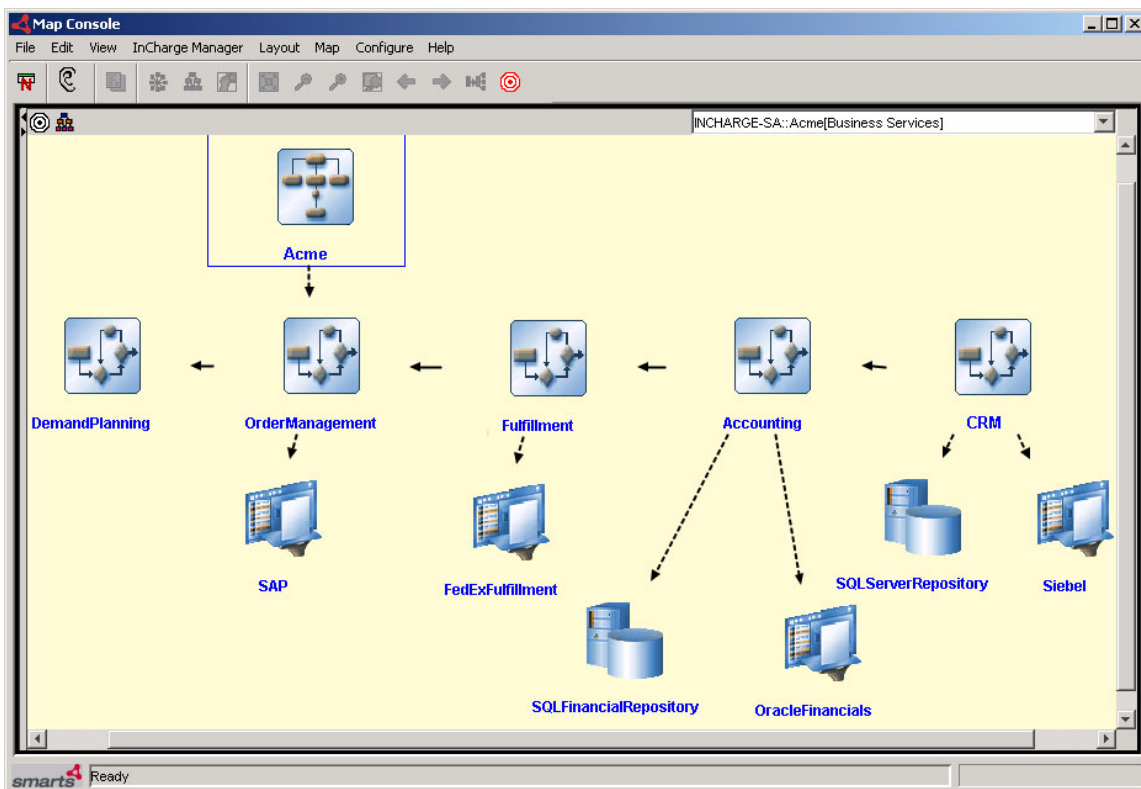 Map Console
File Edit View InCharge Manager Layout Map Configure Help
N
INCHARGE-SA::Acme[Business Services]
Acme
DemandPlanning OrderManagement Fulfillment Accounting CRM
SAP FedExFulfillment SQLServerRepository Siebel
SQLFinancialRepository OracleFinancials
smarts Ready